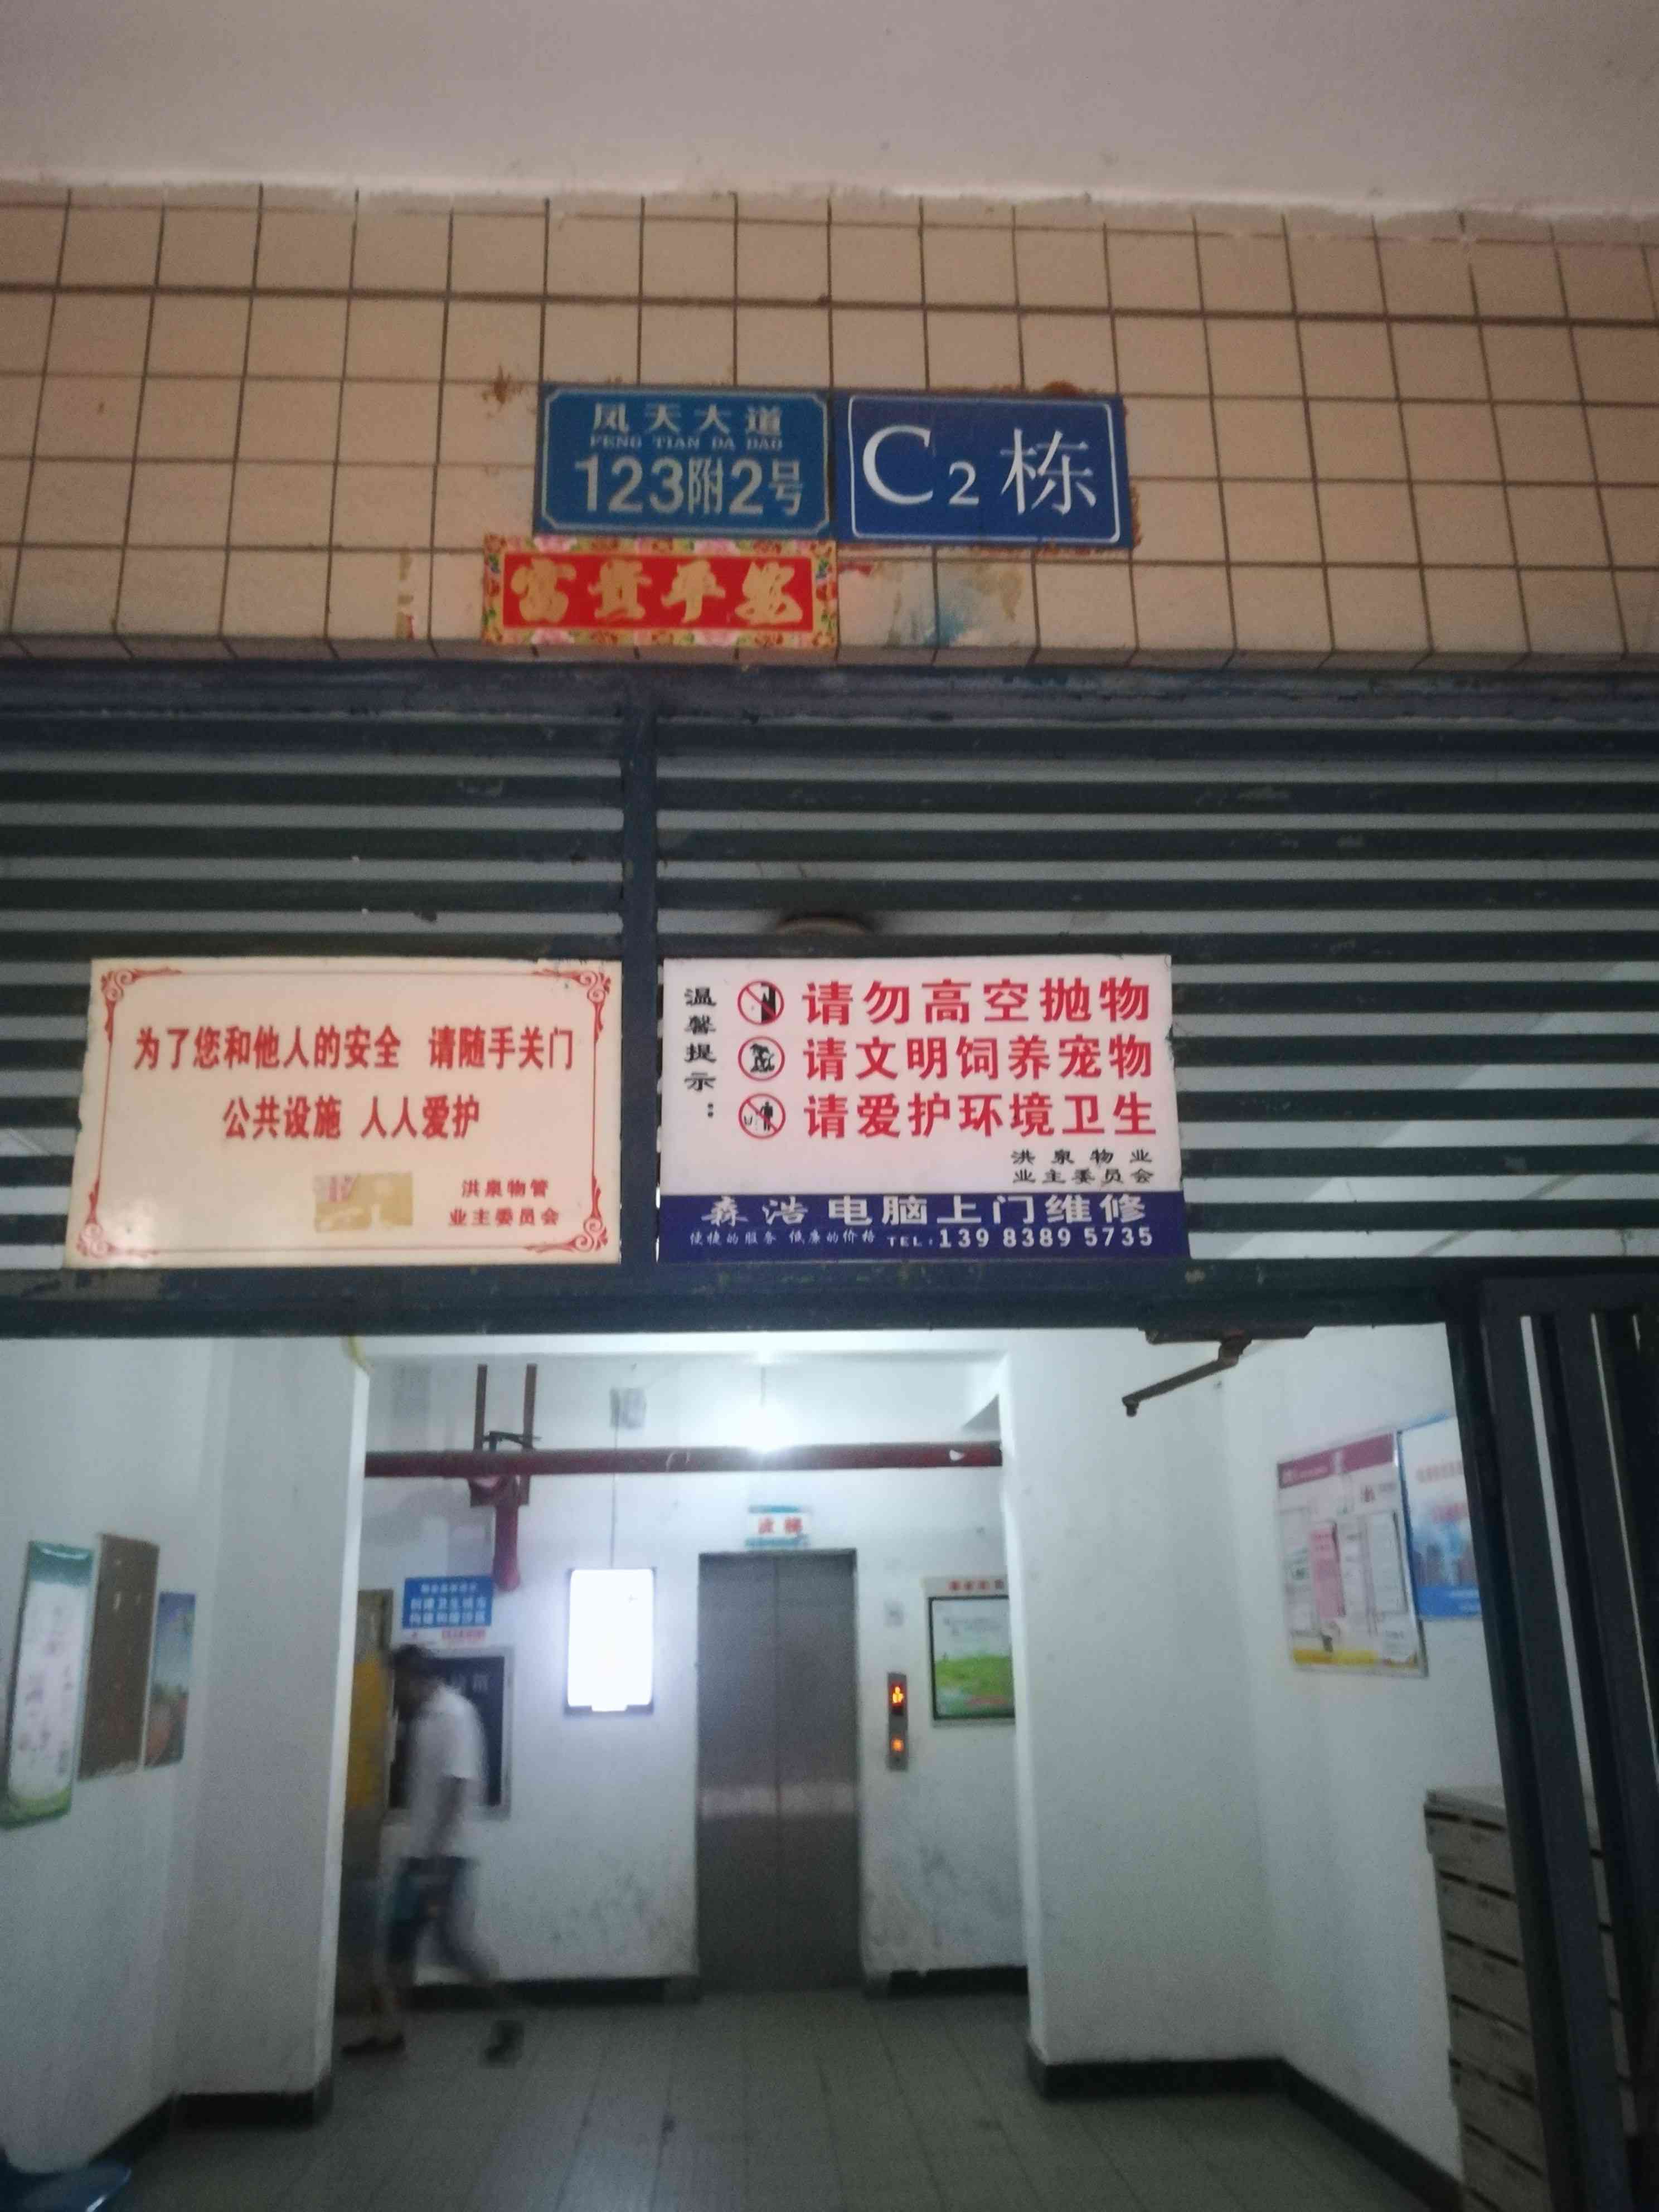 凤天大道
FENG TIAN DA DAO
123附2号
C2栋
富贵平安
为了您和他人的安全 请随手关门
公共设施 人人爱护
洪泉物管
业主委员会
温馨提示：
请勿高空抛物
请文明饲养宠物
请爱护环境卫生
洪泉物业
业主委员会
森浩 电脑上门维修
便捷的服务 低廉的价格 TEL：139 8389 5735